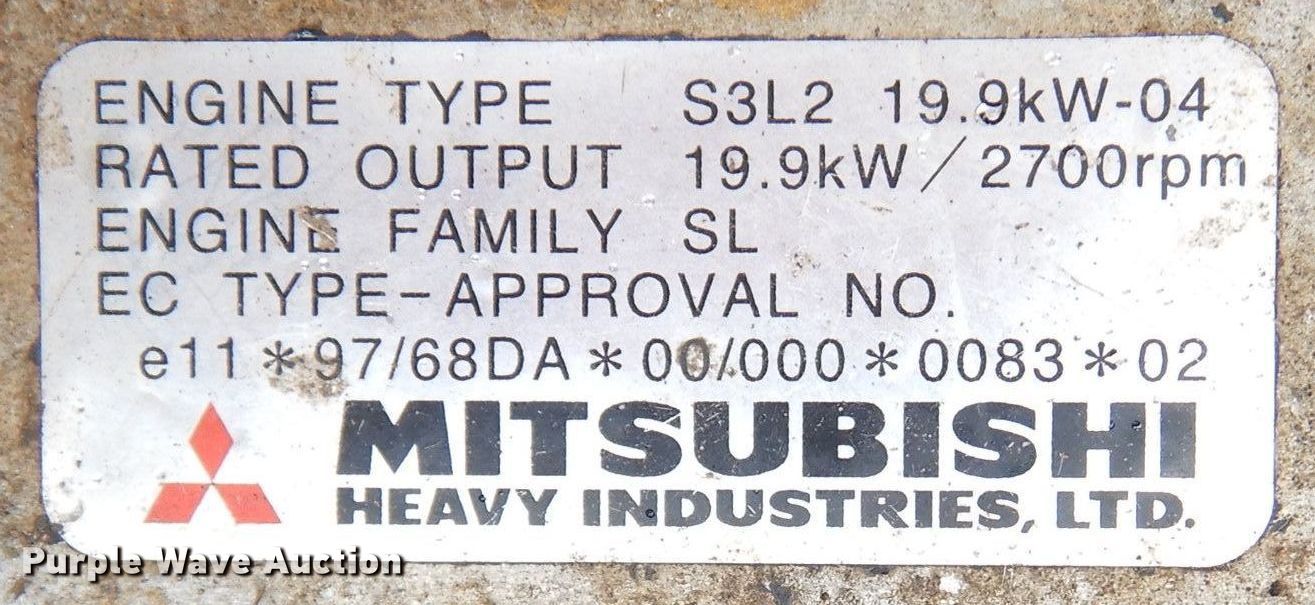 ENGINE TYPE S3L2 19.9kW-04
RATED OUTPUT 19.9kW/2700rpm
ENGINE FAMILY SL
EC TYPE-APPROVAL NO.
e11*97/68DA*00/000*0083*02
MITSUBISHI
HEAVY INDUSTRIES, LTD.
Purple Wave Auction